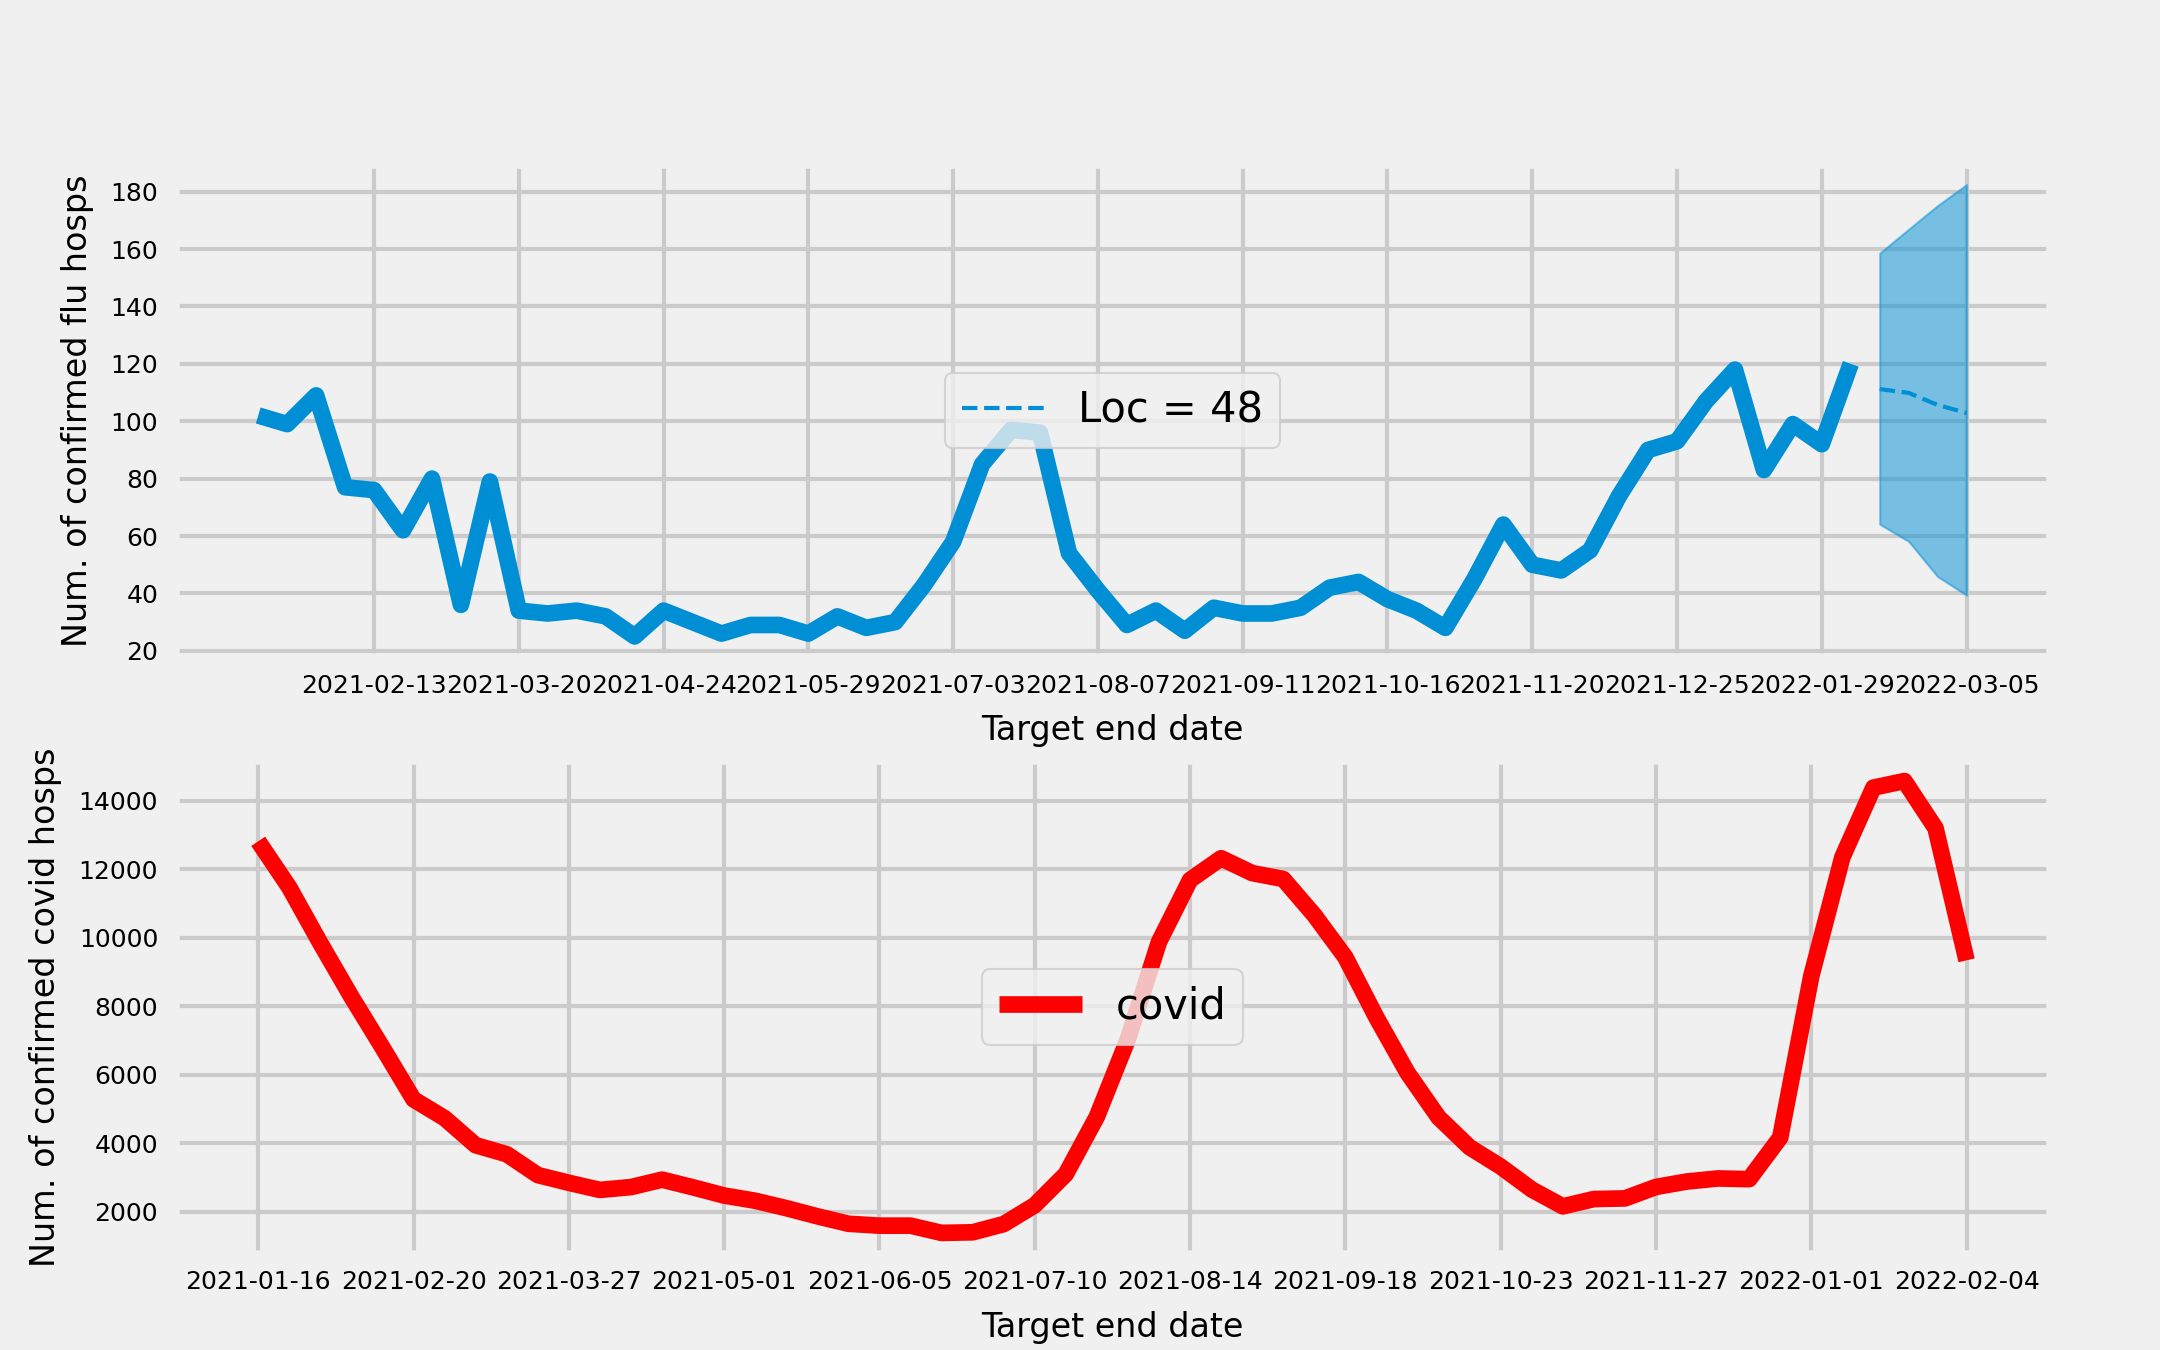 Num. of confirmed flu hosps
180
160
140
120
100
80
60
40
20
Loc = 48
2021-02-13 2021-03-20 2021-04-24 2021-05-29 2021-07-03 2021-08-07 2021-09-11 2021-10-16 2021-11-20 2021-12-25 2022-01-29 2022-03-05
Target end date
Num. of confirmed covid hosps
14000
12000
10000
8000
6000
4000
2000
covid
2021-01-16 2021-02-20 2021-03-27 2021-05-01 2021-06-05 2021-07-10 2021-08-14 2021-09-18 2021-10-23 2021-11-27 2022-01-01 2022-02-04
Target end date